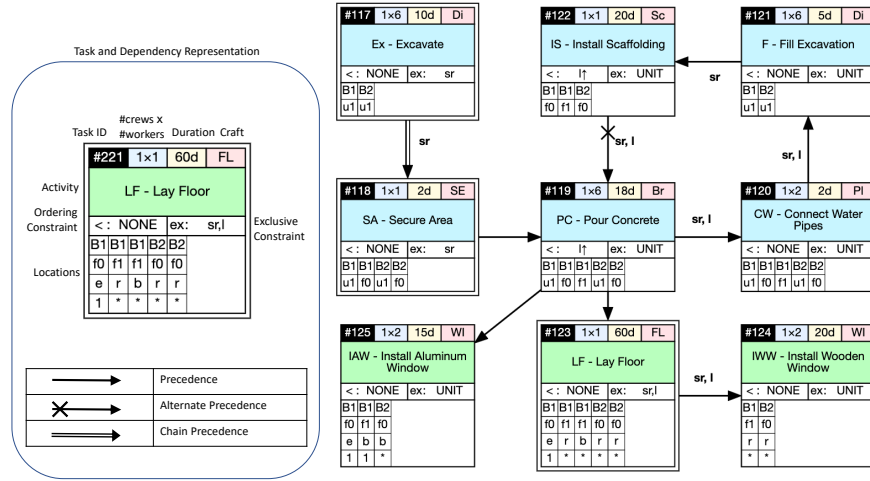 Task and Dependency Representation
#crews x
Task ID #workers Duration Craft
#221 1×1 60d FL
Activity LF - Lay Floor
Ordering
Constraint <: NONE ex: sr,l Exclusive
Constraint
B1 B1 B1 B2 B2
Locations f0 f1 f1 f0 f0
e r b r r
1 * * * *
Precedence
Alternate Precedence
Chain Precedence
#117 1×6 10d Di
Ex - Excavate
<: NONE ex: sr
B1 B2
u1 u1
sr
#122 1×1 20d Sc
IS - Install Scaffolding
<: l↑ ex: UNIT
B1 B1 B2
f0 f1 f0
sr, l
sr
#121 1×6 5d Di
F - Fill Excavation
<: NONE ex: UNIT
B1 B2
u1 u1
sr, l
#118 1×1 2d SE
SA - Secure Area
<: NONE ex: sr
B1 B1 B2 B2
u1 f0 u1 f0
#119 1×6 18d Br
PC - Pour Concrete
<: l↑ ex: UNIT
B1 B1 B1 B2 B2
u1 f0 f1 u1 f0
sr, l
#120 1×2 2d Pl
CW - Connect Water
Pipes
<: NONE ex: UNIT
B1 B1 B1 B2 B2
u1 f0 f1 u1 f0
#125 1×2 15d WI
IAW - Install Aluminum
Window
<: NONE ex: UNIT
B1 B1 B2
f0 f1 f0
e b b
1 1 *
#123 1×1 60d FL
LF - Lay Floor
<: NONE ex: sr,l
B1 B1 B1 B2 B2
f0 f1 f1 f0 f0
e r b r r
1 * * * *
sr, l
#124 1×2 20d WI
IWW - Install Wooden
Window
<: NONE ex: UNIT
B1 B2
f1 f0
r r
* *